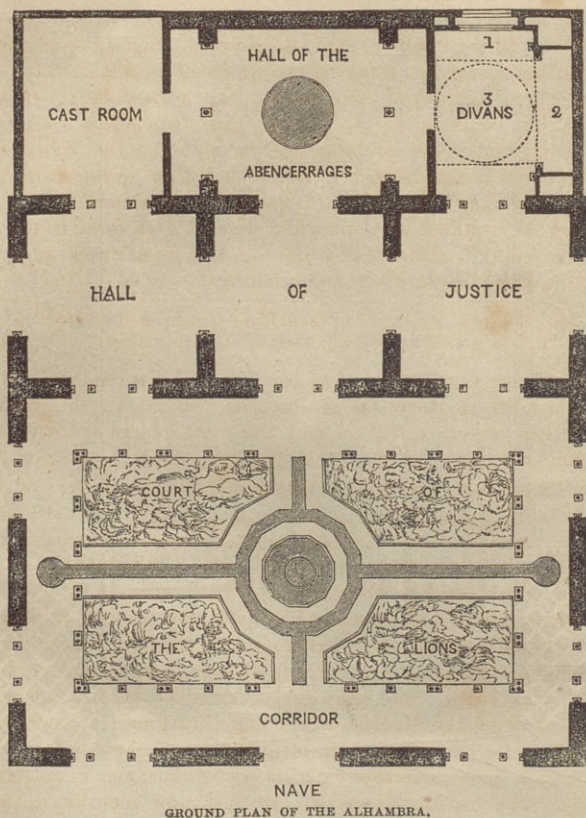 HALL OF THE
1
CAST ROOM
3
DIVANS
2
ABENCERRAGES
HALL OF JUSTICE
COURT OF
THE LIONS
CORRIDOR
NAVE
GROUND PLAN OF THE ALHAMBRA.